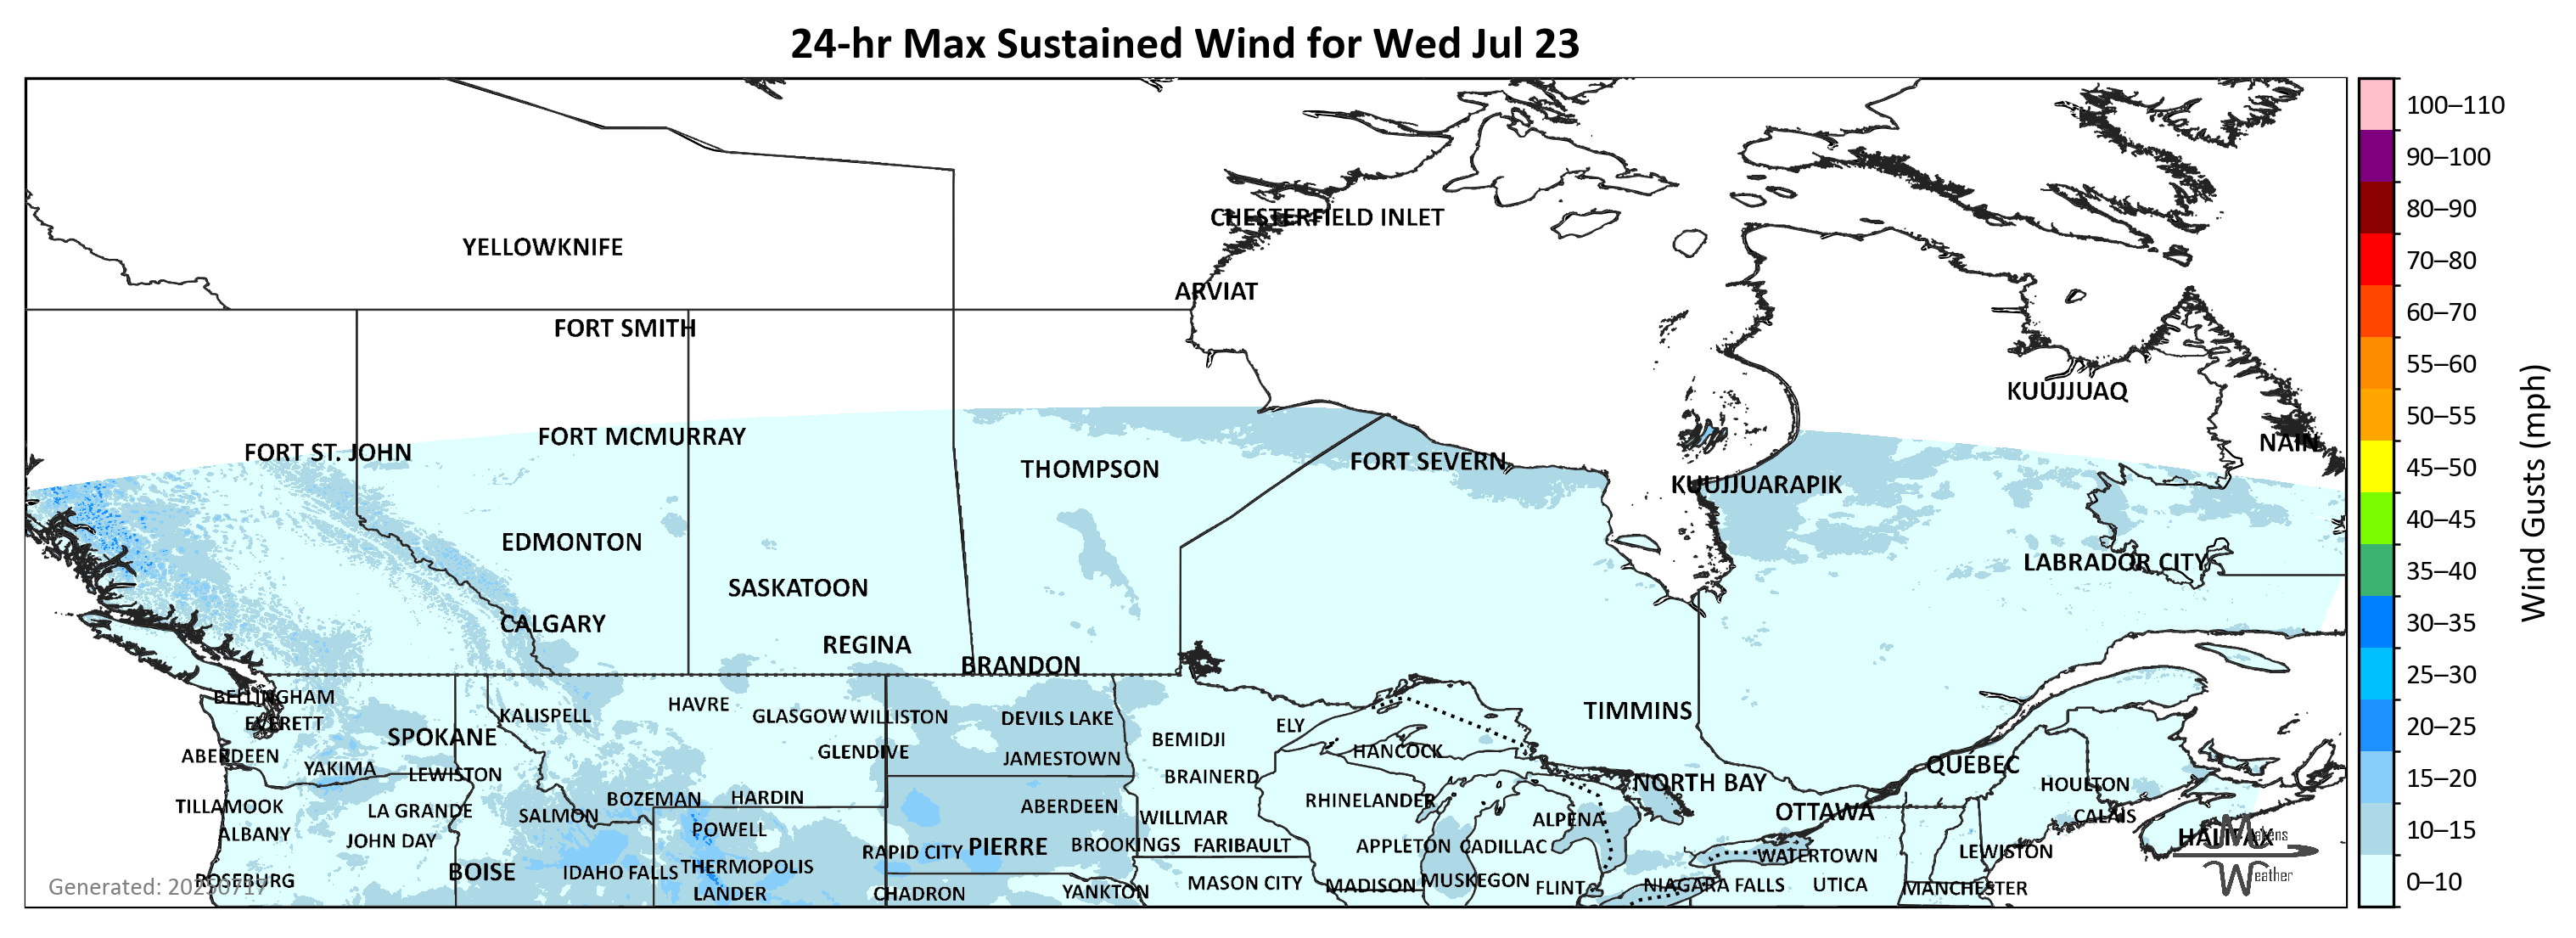 24-hr Max Sustained Wind for Wed Jul 23
100–110
90–100
80–90
CHESTERFIELD INLET
YELLOWKNIFE
70–80
ARVIAT
60–70
FORT SMITH
55–60
KUUJJUAQ
50–55
FORT MCMURRAY
NAIN
FORT ST. JOHN
FORT SEVERN
THOMPSON
45–50
KUUJJUARAPIK
40–45
EDMONTON
LABRADOR CITY
35–40
SASKATOON
CALGARY
30–35
Wind Gusts (mph)
REGINA
BRANDON
25–30
BELLINGHAM
HAVRE
TIMMINS
KALISPELL
GLASGOW
WILLISTON
DEVILS LAKE
EVERETT
ELY
20–25
SPOKANE
BEMIDJI
HANCOCK
GLENDIVE
ABERDEEN
JAMESTOWN
QUEBEC
YAKIMA
LEWISTON
BRAINERD
15–20
NORTH BAY
HOULTON
BOZEMAN
HARDIN
RHINELANDER
TILLAMOOK
ABERDEEN
LA GRANDE
OTTAWA
SALMON
CALAIS
WILLMAR
ALPENA
10–15
POWELL
ALBANY
HALIFAX
Makens
JOHN DAY
PIERRE
BROOKINGS
FARIBAULT
APPLETON
CADILLAC
RAPID CITY
LEWISTON
WATERTOWN
THERMOPOLIS
BOISE
IDAHO FALLS
Weather
ROSEBURG
MUSKEGON
0–10
MASON CITY
MADISON
NIAGARA FALLS
UTICA
Generated: 20250717
FLINT
MANCHESTER
YANKTON
LANDER
CHADRON